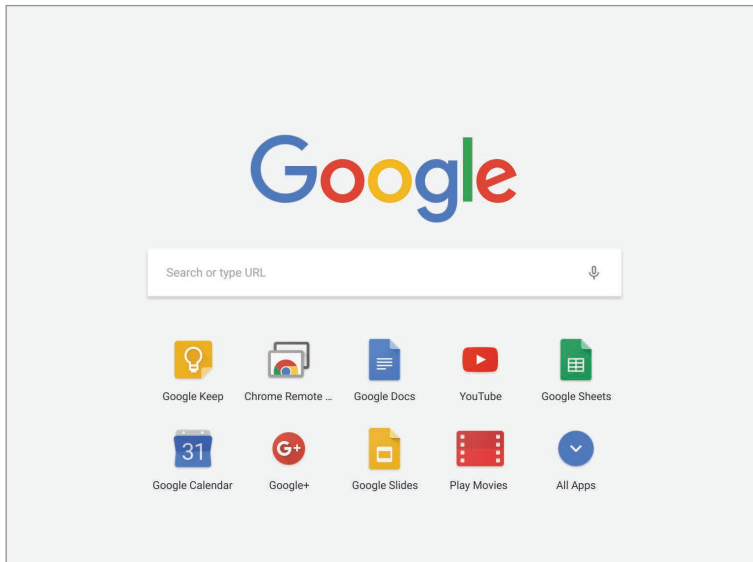 Google
Search or type URL
Google Keep
Chrome Remote ...
Google Docs
YouTube
Google Sheets
31
G+
Google Calendar
Google+
Google Slides
Play Movies
All Apps